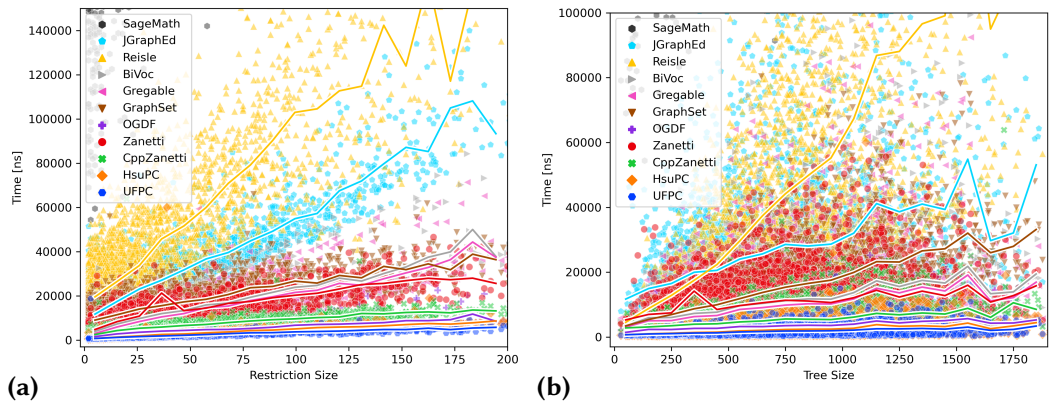 140000
120000
100000
80000
60000
40000
20000
0
Time [ns]
SageMath
JGraphEd
Reisle
BiVoc
Gregable
GraphSet
OGDF
Zanetti
CppZanetti
HsuPC
UFPC
0 25 50 75 100 125 150 175 200
Restriction Size
(a)
100000
80000
60000
40000
20000
0
Time [ns]
SageMath
JGraphEd
Reisle
BiVoc
Gregable
GraphSet
OGDF
Zanetti
CppZanetti
HsuPC
UFPC
0 250 500 750 1000 1250 1500 1750
Tree Size
(b)